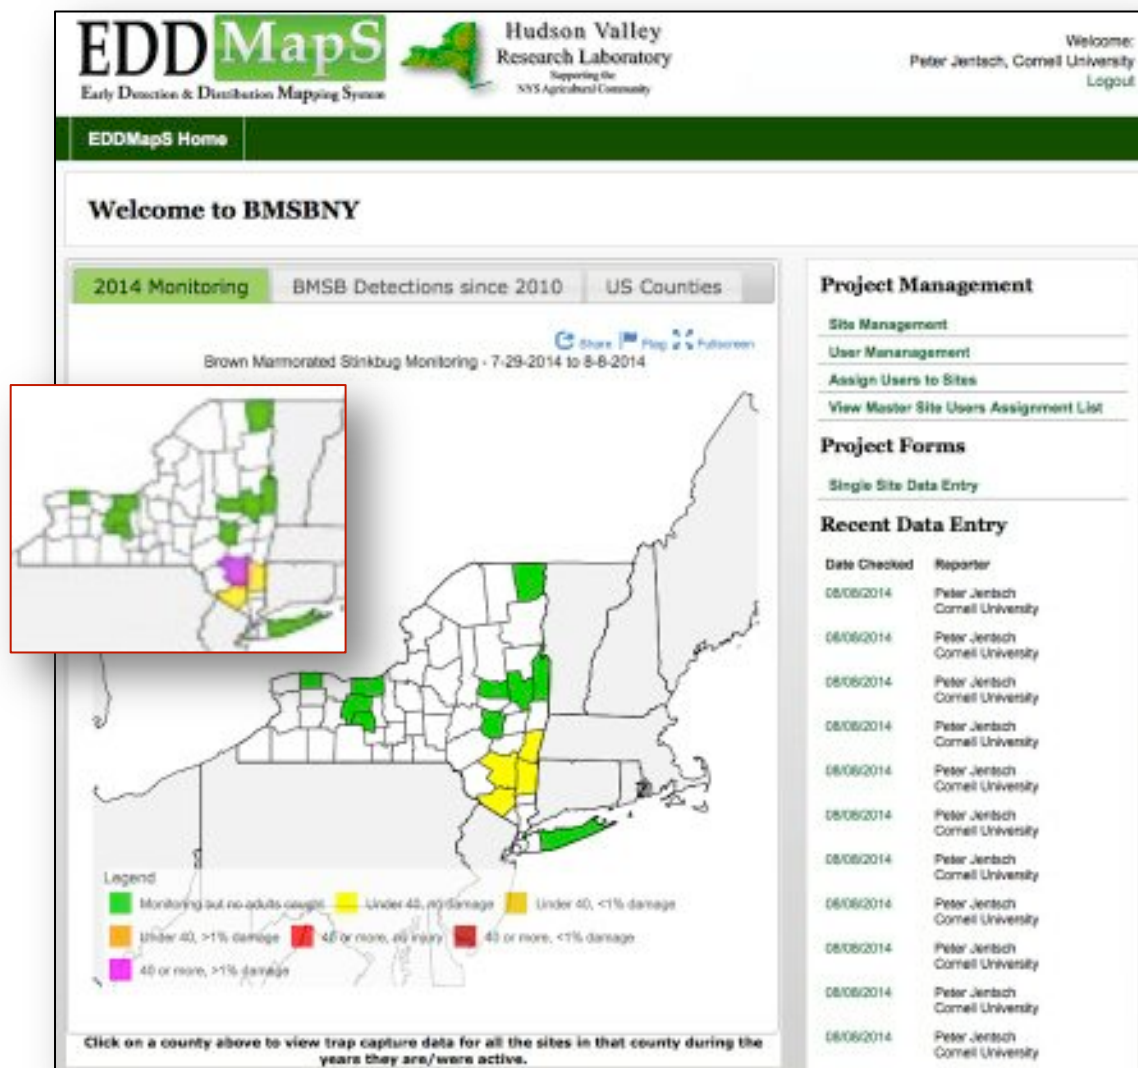 EDDMapS
Early Detection & Distribution Mapping System
Hudson Valley
Research Laboratory
Supporting the
NYS Agricultural Community
Welcome:
Peter Jentsch, Cornell University
Logout
EDDMapS Home
Welcome to BMSBNY
2014 Monitoring
BMSB Detections since 2010
US Counties
Share Flag Fullscreen
Brown Marmorated Stinkbug Monitoring - 7-29-2014 to 8-8-2014
Legend
Monitoring but no adults caught
Under 40, no damage
Under 40, <1% damage
Under 40, >1% damage
40 or more, no injury
40 or more, <1% damage
40 or more, >1% damage
Click on a county above to view trap capture data for all the sites in that county during the
years they are/were active.
Project Management
Site Management
User Mananagement
Assign Users to Sites
View Master Site Users Assignment List
Project Forms
Single Site Data Entry
Recent Data Entry
Date Checked Reporter
08/08/2014 Peter Jentsch
Cornell University
08/08/2014 Peter Jentsch
Cornell University
08/08/2014 Peter Jentsch
Cornell University
08/08/2014 Peter Jentsch
Cornell University
08/08/2014 Peter Jentsch
Cornell University
08/08/2014 Peter Jentsch
Cornell University
08/08/2014 Peter Jentsch
Cornell University
08/08/2014 Peter Jentsch
Cornell University
08/08/2014 Peter Jentsch
Cornell University
08/08/2014 Peter Jentsch
Cornell University
08/08/2014 Peter Jentsch
Cornell University